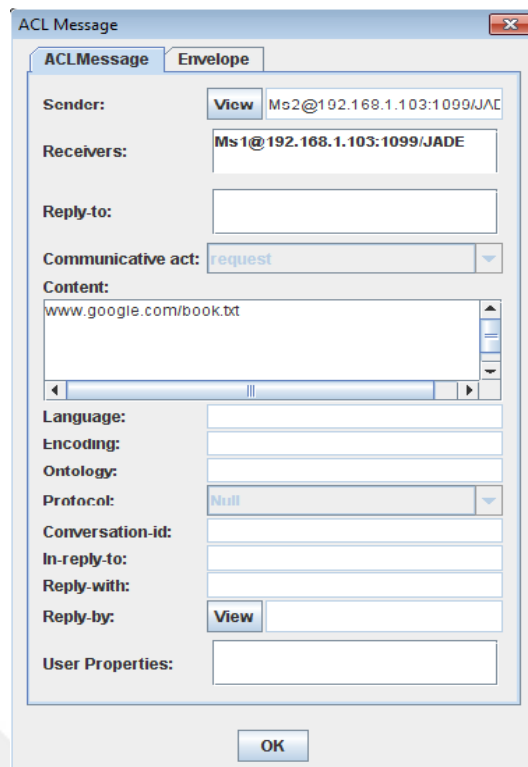 ACL Message
ACLMessage Envelope
Sender: View Ms2@192.168.1.103:1099/JAD
Receivers: Ms1@192.168.1.103:1099/JADE
Reply-to:
Communicative act: request
Content:
www.google.com/book.txt
Language:
Encoding:
Ontology:
Protocol: Null
Conversation-id:
In-reply-to:
Reply-with:
Reply-by: View
User Properties:
OK